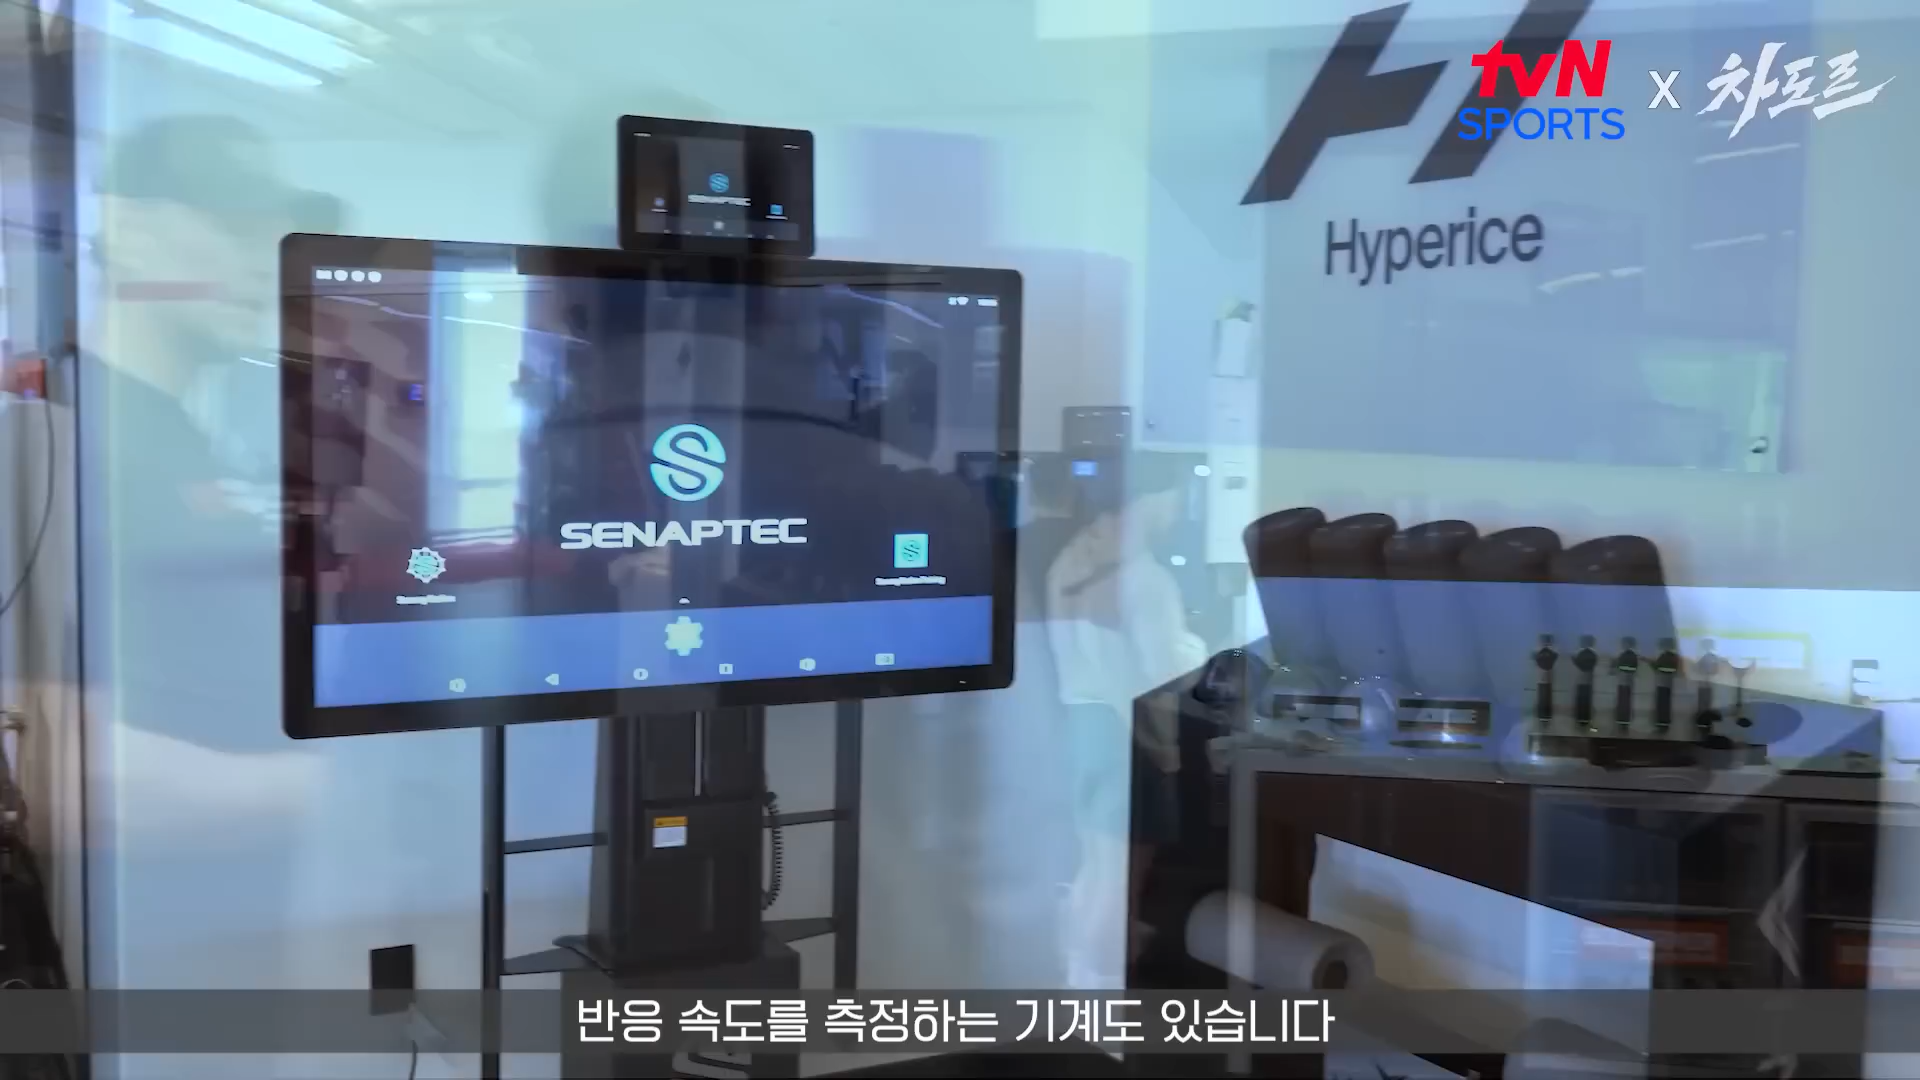 tvN
SPORTS
X 차도르
Hyperice
SENAPTEC
SENAPTEC
반응 속도를 측정하는 기계도 있습니다